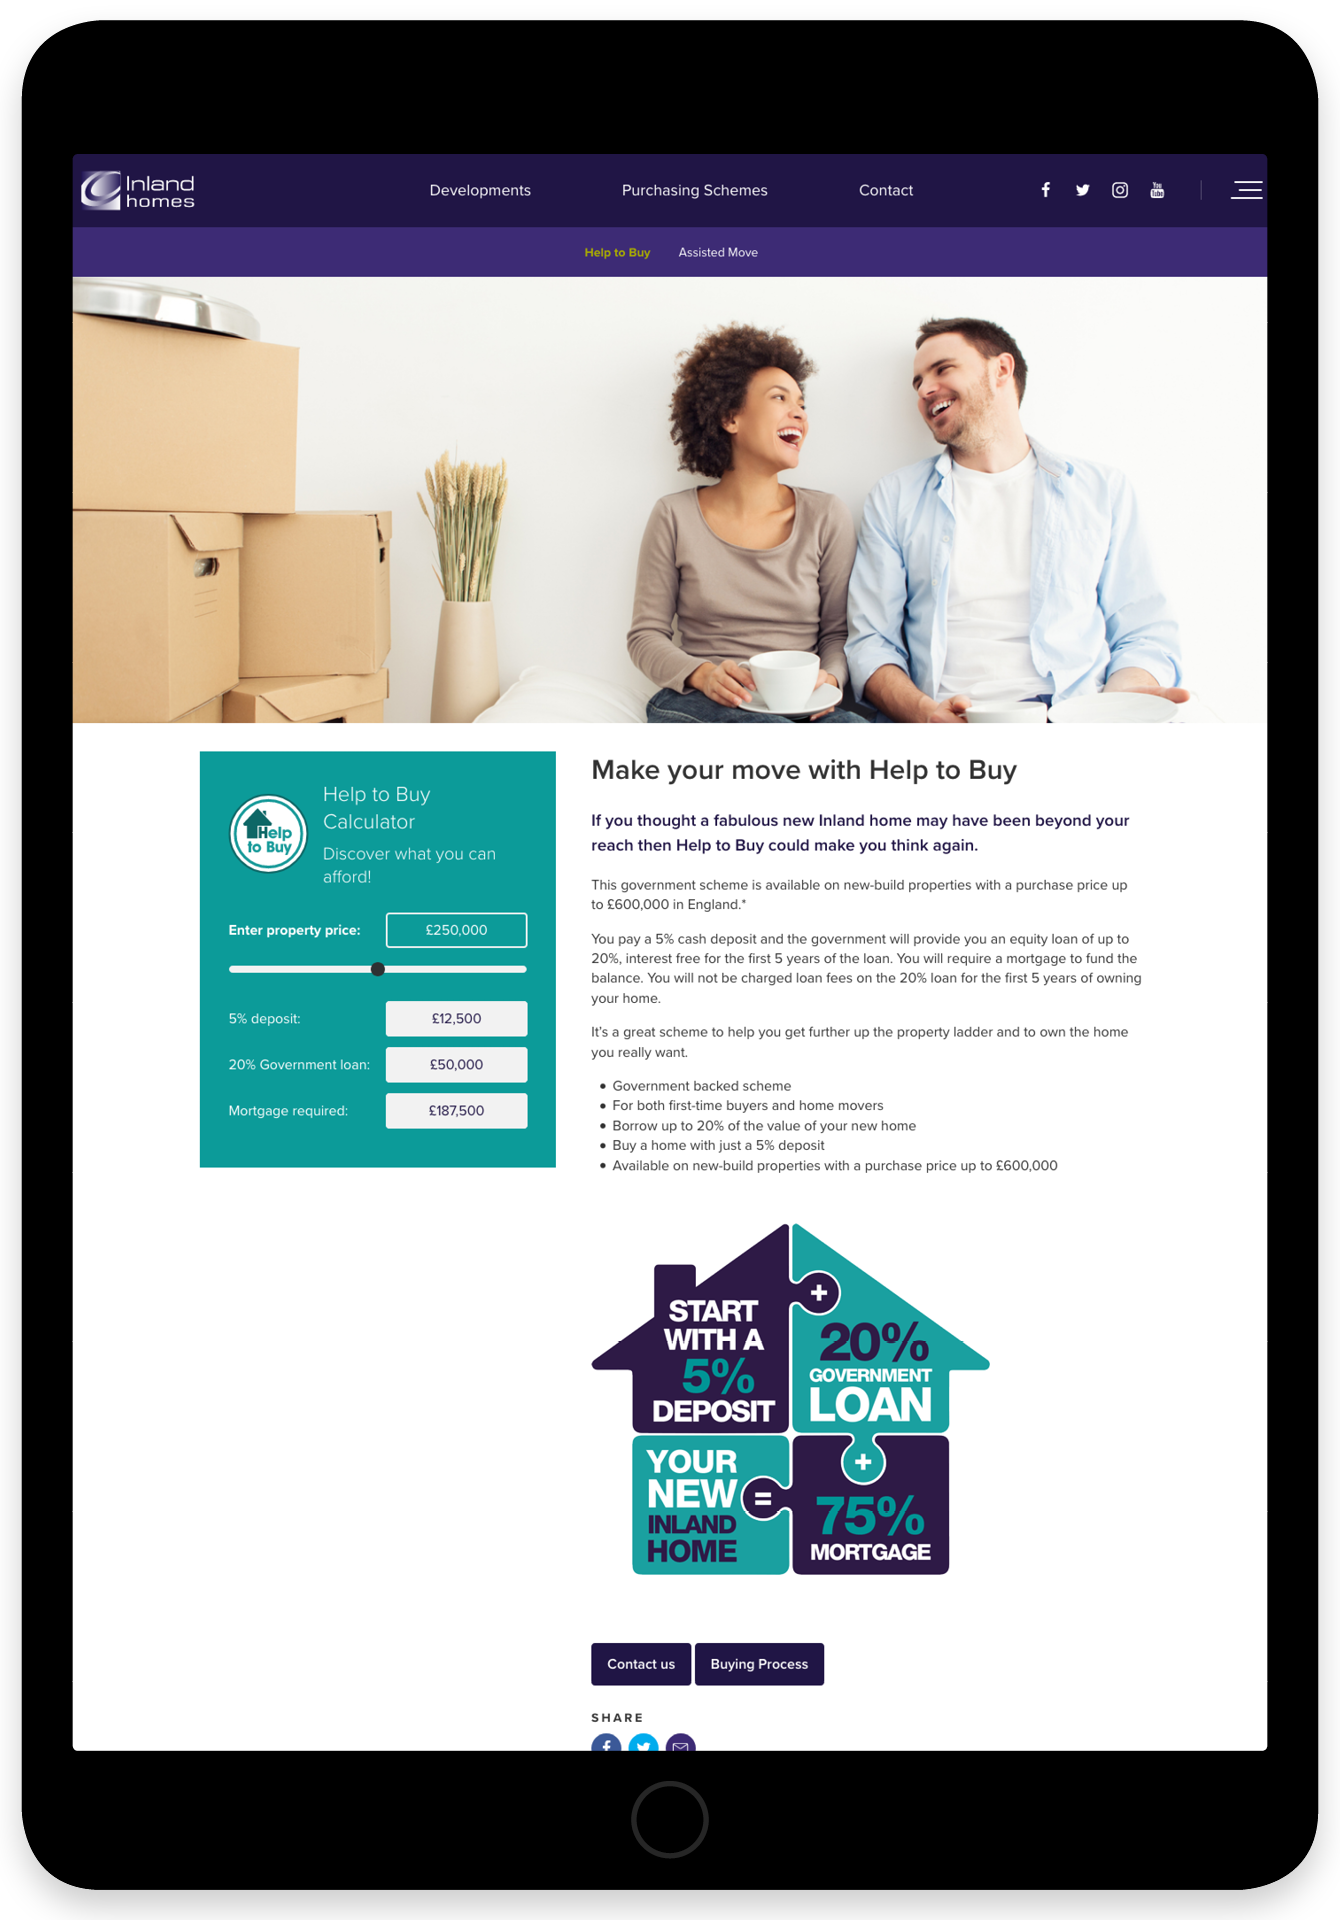 Inland
homes
Developments
Purchasing Schemes
Contact
You
Tube
Help to Buy
Assisted Move
Help
to Buy
Help to Buy
Calculator
Discover what you can
afford!
Enter property price:
£250,000
5% deposit:
£12,500
20% Government loan:
£50,000
Mortgage required:
£187,500
Make your move with Help to Buy
If you thought a fabulous new Inland home may have been beyond your
reach then Help to Buy could make you think again.
This government scheme is available on new-build properties with a purchase price up
to £600,000 in England.*
You pay a 5% cash deposit and the government will provide you an equity loan of up to
20%, interest free for the first 5 years of the loan. You will require a mortgage to fund the
balance. You will not be charged loan fees on the 20% loan for the first 5 years of owning
your home.
It's a great scheme to help you get further up the property ladder and to own the home
you really want.
• Government backed scheme
• For both first-time buyers and home movers
• Borrow up to 20% of the value of your new home
• Buy a home with just a 5% deposit
• Available on new-build properties with a purchase price up to £600,000
START
WITH A
5%
DEPOSIT
+
20%
GOVERNMENT
LOAN
+
75%
MORTGAGE
=
YOUR
NEW
INLAND
HOME
Contact us
Buying Process
SHARE